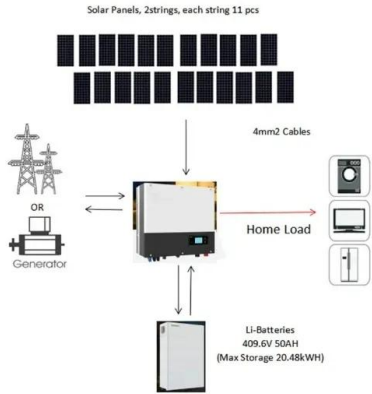 Solar Panels, 2strings, each string 11 pcs
4mm2 Cables
OR
Generator
Home Load
Li-Batteries
409.6V 50AH
(Max Storage 20.48kWH)